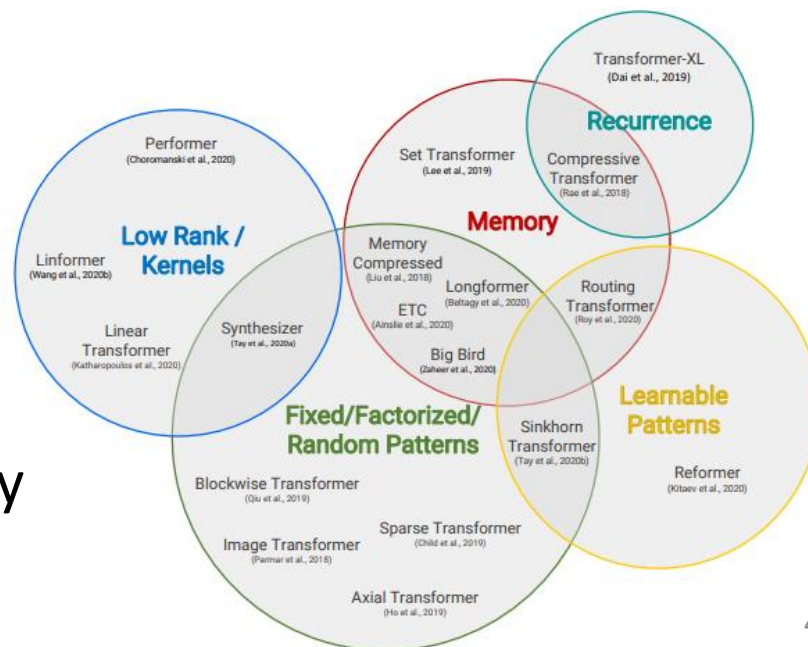 Transformer-XL
(Dai et al., 2019)
Recurrence
Performer
(Choromanski et al., 2020)
Set Transformer
(Lee et al., 2019)
Compressive
Transformer
(Rae et al., 2018)
Memory
Low Rank /
Kernels
Linformer
(Wang et al., 2020b)
Memory
Compressed
(Liu et al., 2018)
Longformer
(Beltagy et al., 2020)
Routing
Transformer
(Roy et al., 2020)
ETC
(Ainslie et al., 2020)
Linear
Transformer
(Katharopoulos et al., 2020)
Synthesizer
(Tay et al., 2020a)
Big Bird
(Zaheer et al., 2020)
Learnable
Patterns
Fixed/Factorized/
Random Patterns
Sinkhorn
Transformer
(Tay et al., 2020b)
Reformer
(Kitaev et al., 2020)
y
Blockwise Transformer
(Qiu et al., 2019)
Sparse Transformer
(Child et al., 2019)
Image Transformer
(Parmar et al., 2018)
Axial Transformer
(Ho et al., 2019)